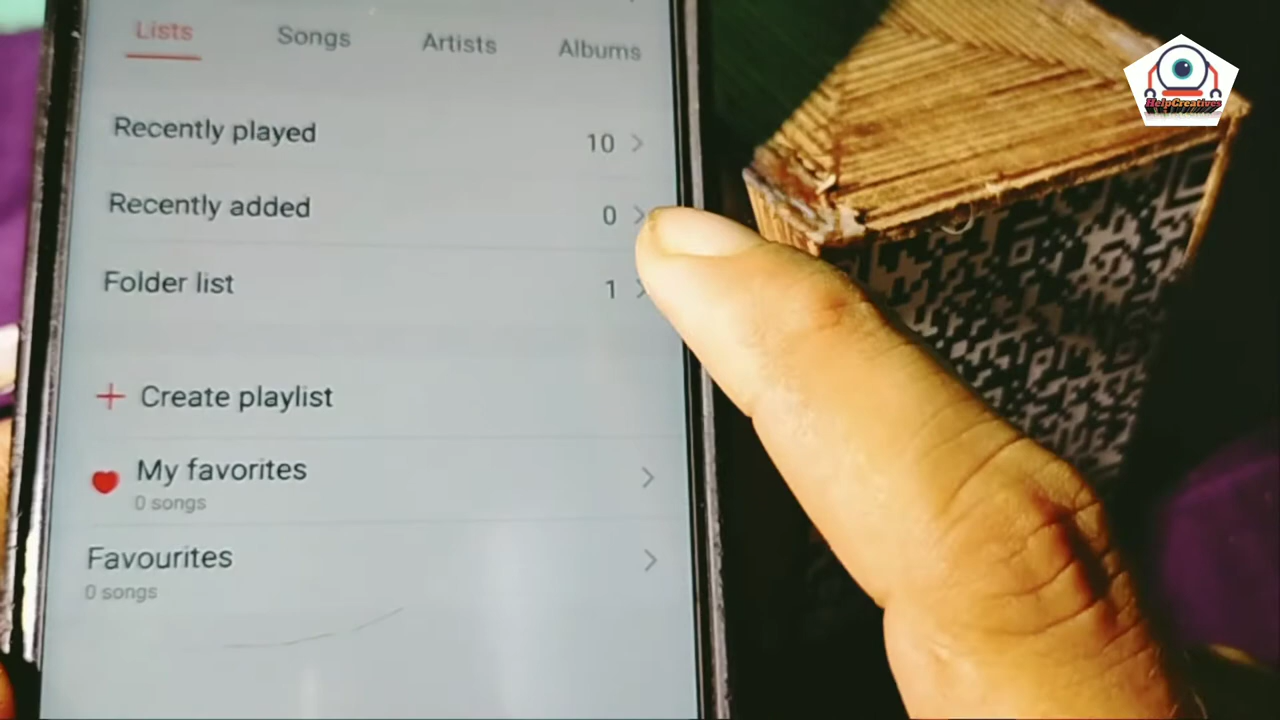 Lists Songs Artists Albums
Recently played 10
Recently added 0
Folder list 1
Create playlist
My favorites
0 songs
Favourites
0 songs
HelpCreatives